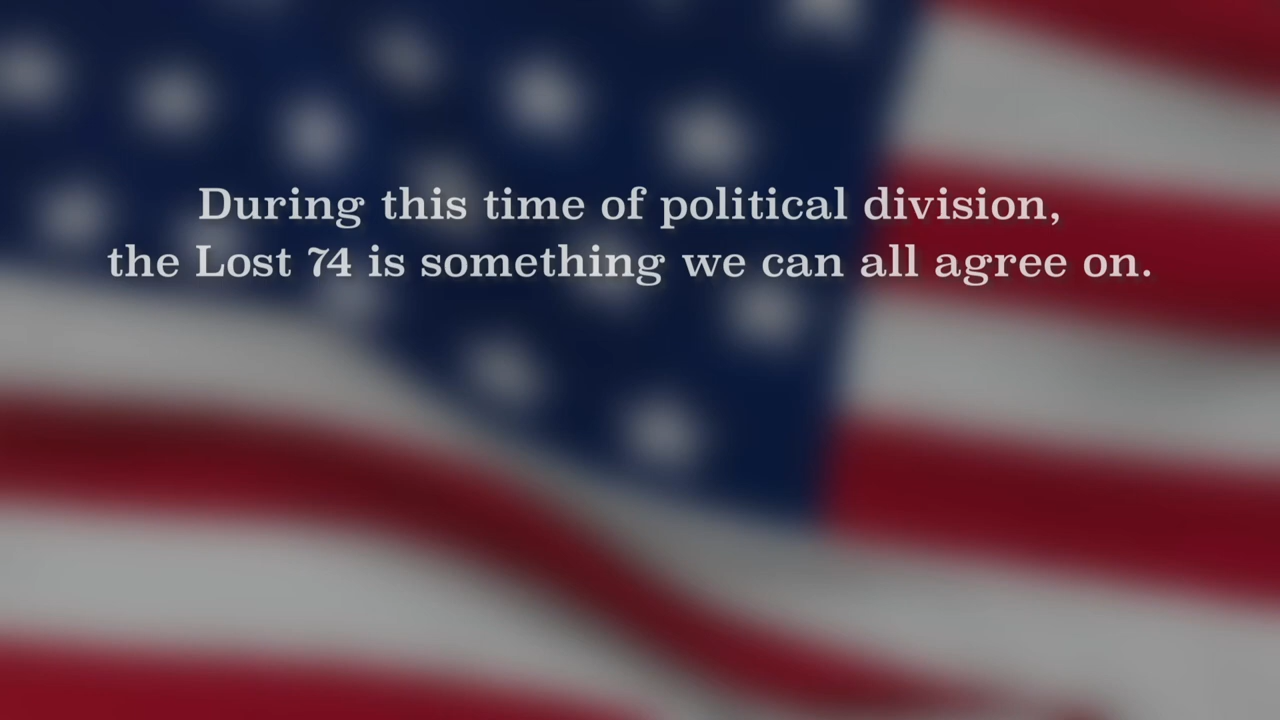 During this time of political division,
the Lost 74 is something we can all agree on.